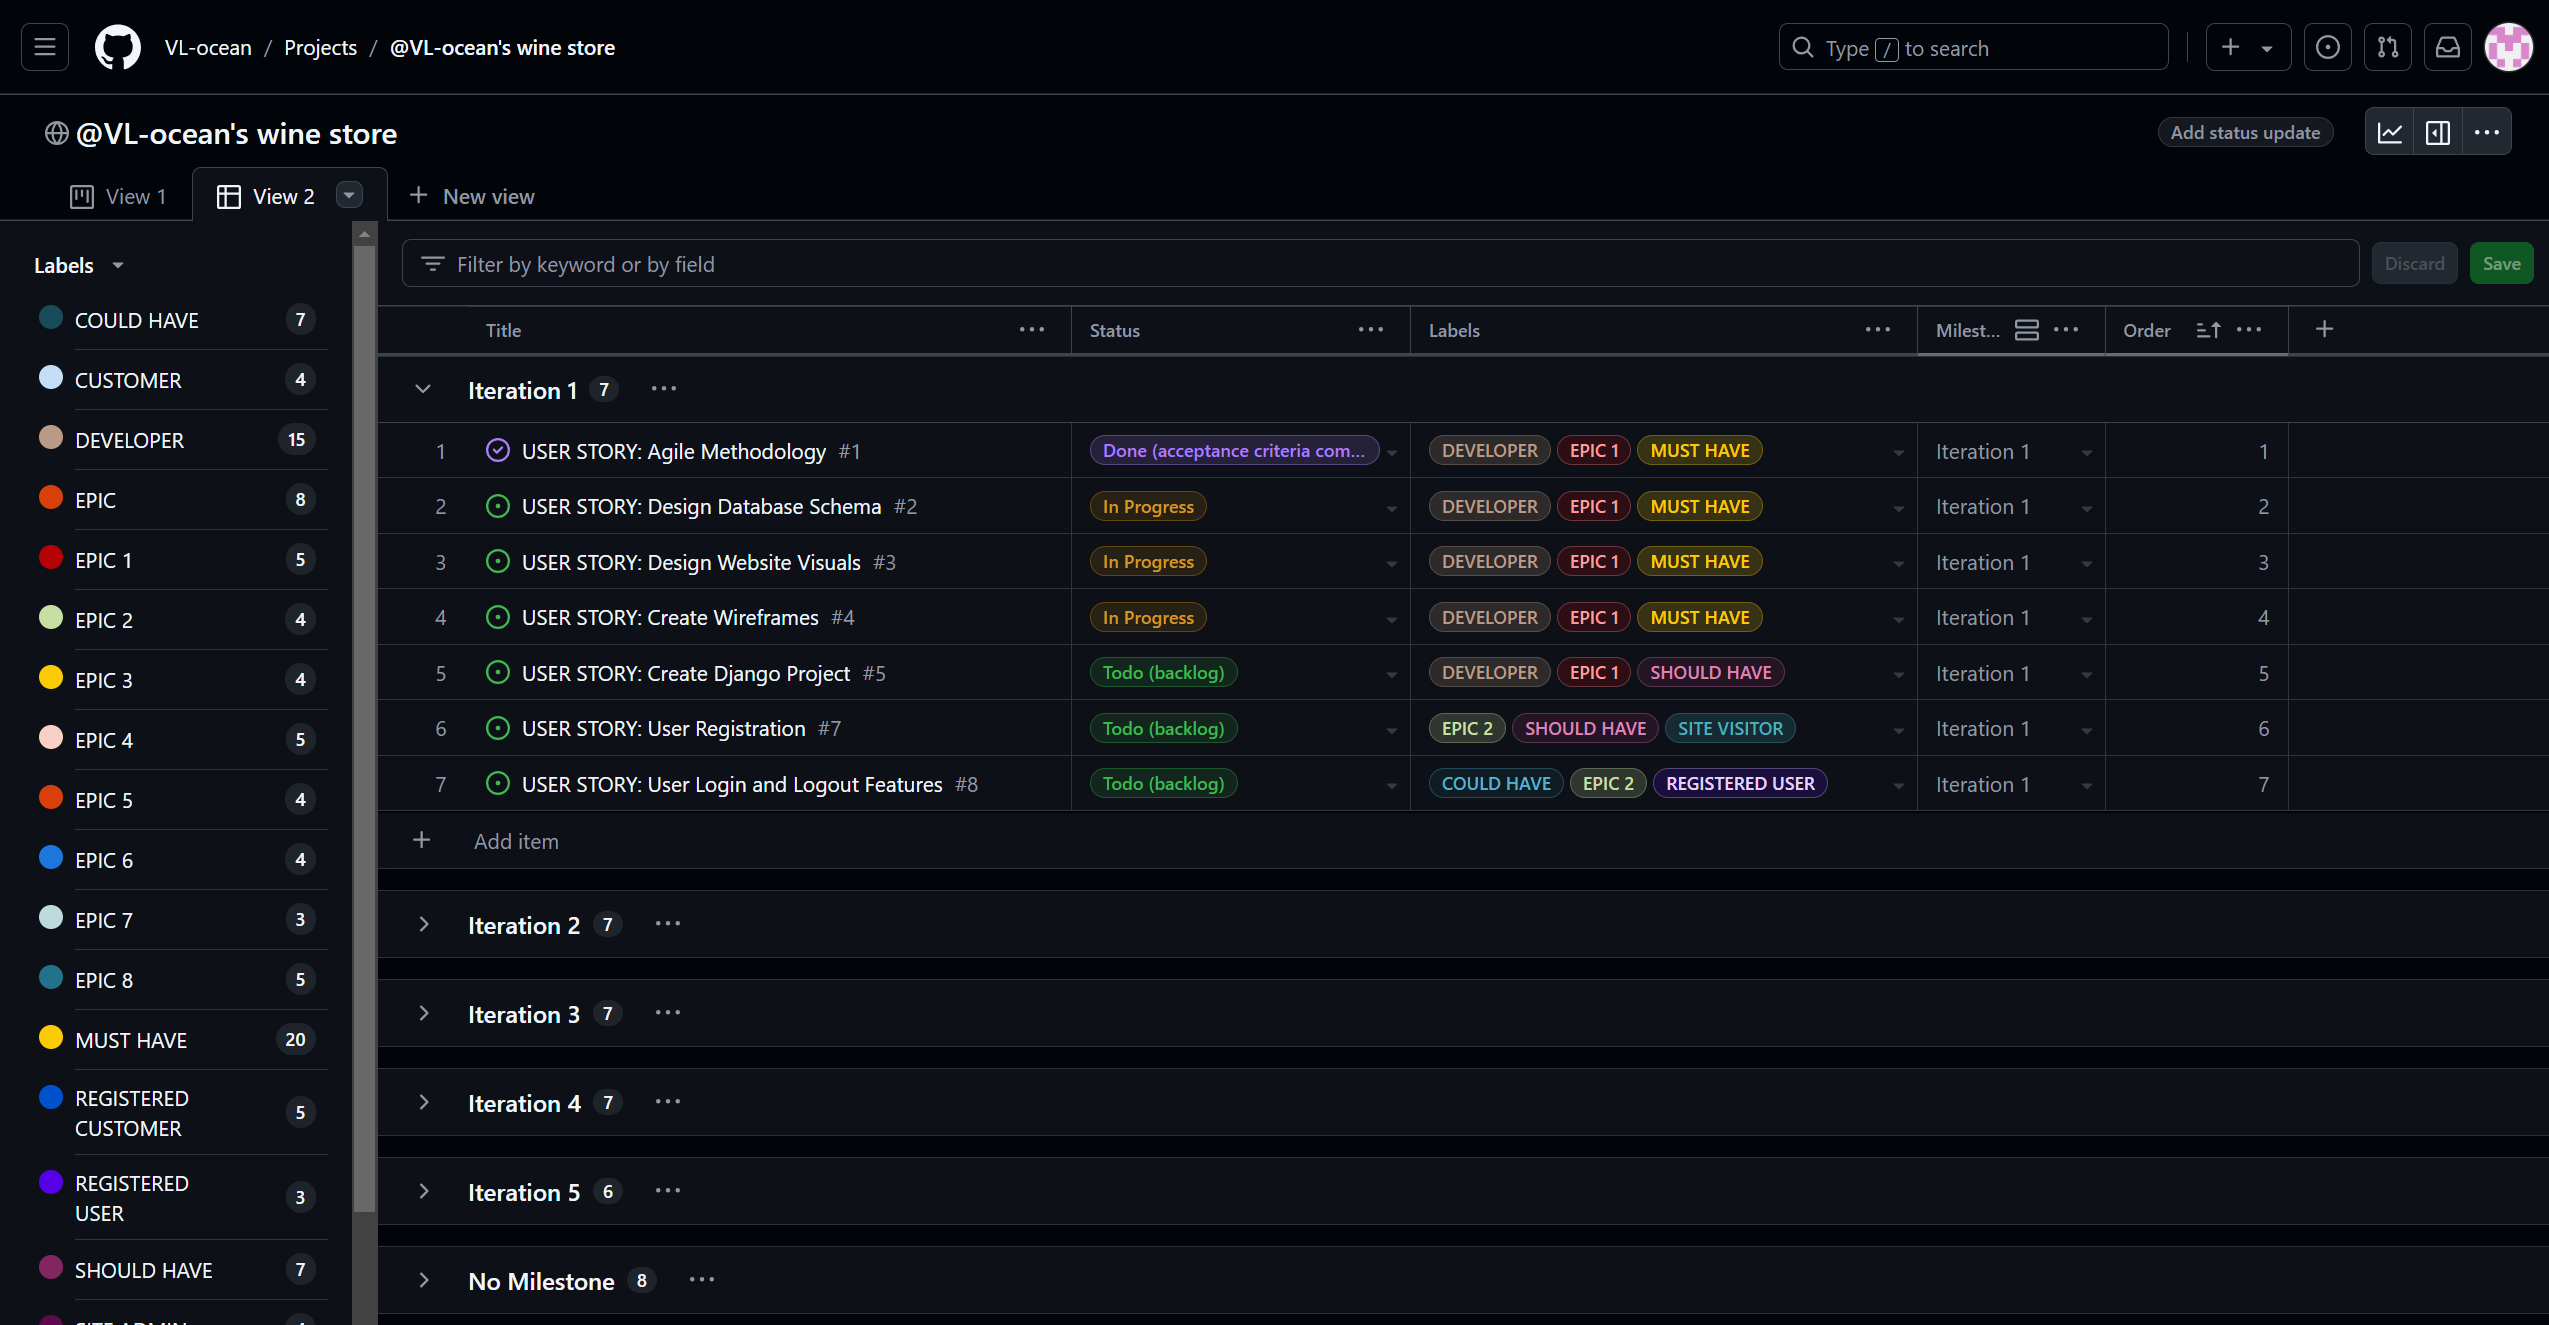 VL-ocean / Projects / @VL-ocean's wine store
Type / to search
@VL-ocean's wine store
Add status update
View 1
View 2
New view
Labels
Filter by keyword or by field
Discard
Save
COULD HAVE 7
CUSTOMER 4
DEVELOPER 15
EPIC 8
EPIC 1 5
EPIC 2 4
EPIC 3 4
EPIC 4 5
EPIC 5 4
EPIC 6 4
EPIC 7 3
EPIC 8 5
MUST HAVE 20
REGISTERED
CUSTOMER 5
REGISTERED
USER 3
SHOULD HAVE 7
SITE ADMIN
Title Status Labels Milest... Order
Iteration 1 7
1 USER STORY: Agile Methodology #1 Done (acceptance criteria com... DEVELOPER EPIC 1 MUST HAVE Iteration 1 1
2 USER STORY: Design Database Schema #2 In Progress DEVELOPER EPIC 1 MUST HAVE Iteration 1 2
3 USER STORY: Design Website Visuals #3 In Progress DEVELOPER EPIC 1 MUST HAVE Iteration 1 3
4 USER STORY: Create Wireframes #4 In Progress DEVELOPER EPIC 1 MUST HAVE Iteration 1 4
5 USER STORY: Create Django Project #5 Todo (backlog) DEVELOPER EPIC 1 SHOULD HAVE Iteration 1 5
6 USER STORY: User Registration #7 Todo (backlog) EPIC 2 SHOULD HAVE SITE VISITOR Iteration 1 6
7 USER STORY: User Login and Logout Features #8 Todo (backlog) COULD HAVE EPIC 2 REGISTERED USER Iteration 1 7
Add item
Iteration 2 7
Iteration 3 7
Iteration 4 7
Iteration 5 6
No Milestone 8